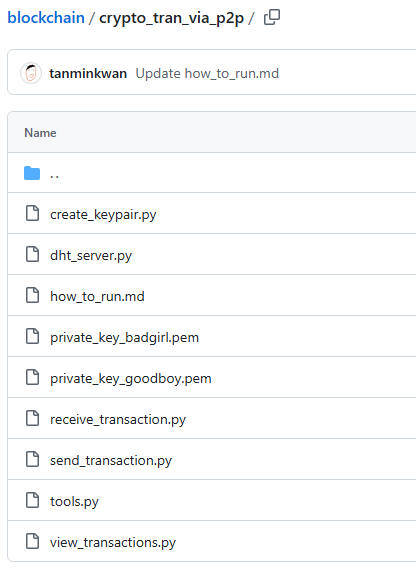 blockchain / crypto_tran_via_p2p /
tanminkwan Update how_to_run.md
Name
..
create_keypair.py
dht_server.py
how_to_run.md
private_key_badgirl.pem
private_key_goodboy.pem
receive_transaction.py
send_transaction.py
tools.py
view_transactions.py